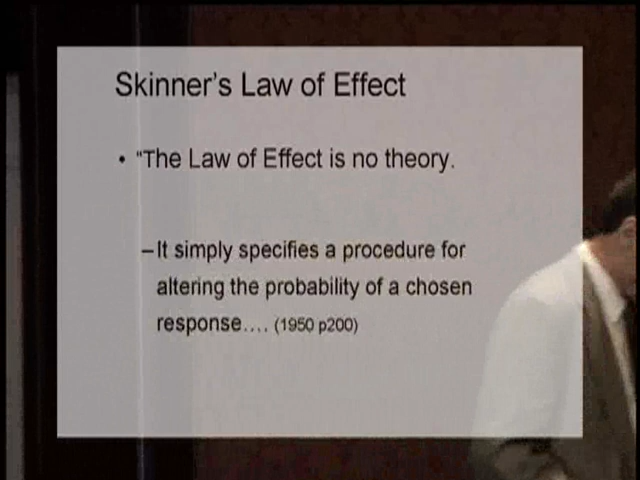 Skinner's Law of Effect
• "The Law of Effect is no theory.
–It simply specifies a procedure for
altering the probability of a chosen
response.... (1950 p200)